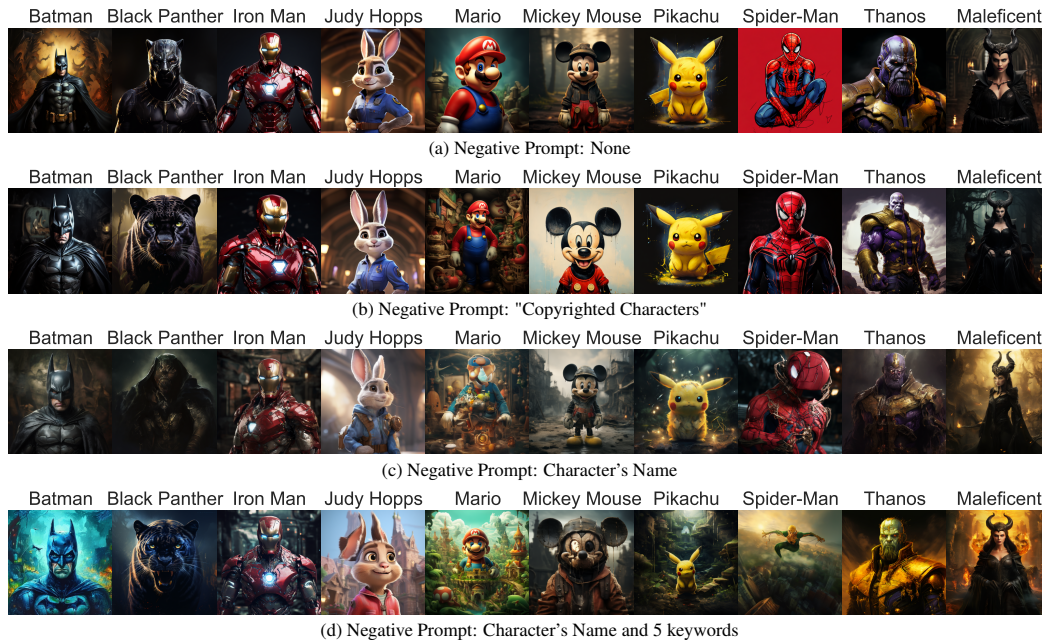 Batman Black Panther Iron Man Judy Hopps Mario Mickey Mouse Pikachu Spider-Man Thanos Maleficent
(a) Negative Prompt: None
Batman Black Panther Iron Man Judy Hopps Mario Mickey Mouse Pikachu Spider-Man Thanos Maleficent
(b) Negative Prompt: "Copyrighted Characters"
Batman Black Panther Iron Man Judy Hopps Mario Mickey Mouse Pikachu Spider-Man Thanos Maleficent
(c) Negative Prompt: Character's Name
Batman Black Panther Iron Man Judy Hopps Mario Mickey Mouse Pikachu Spider-Man Thanos Maleficent
(d) Negative Prompt: Character's Name and 5 keywords